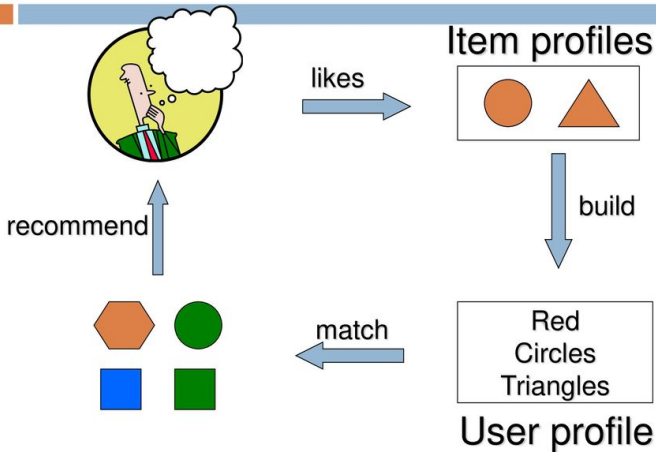 Item profiles
likes
build
recommend
match
Red
Circles
Triangles
User profile